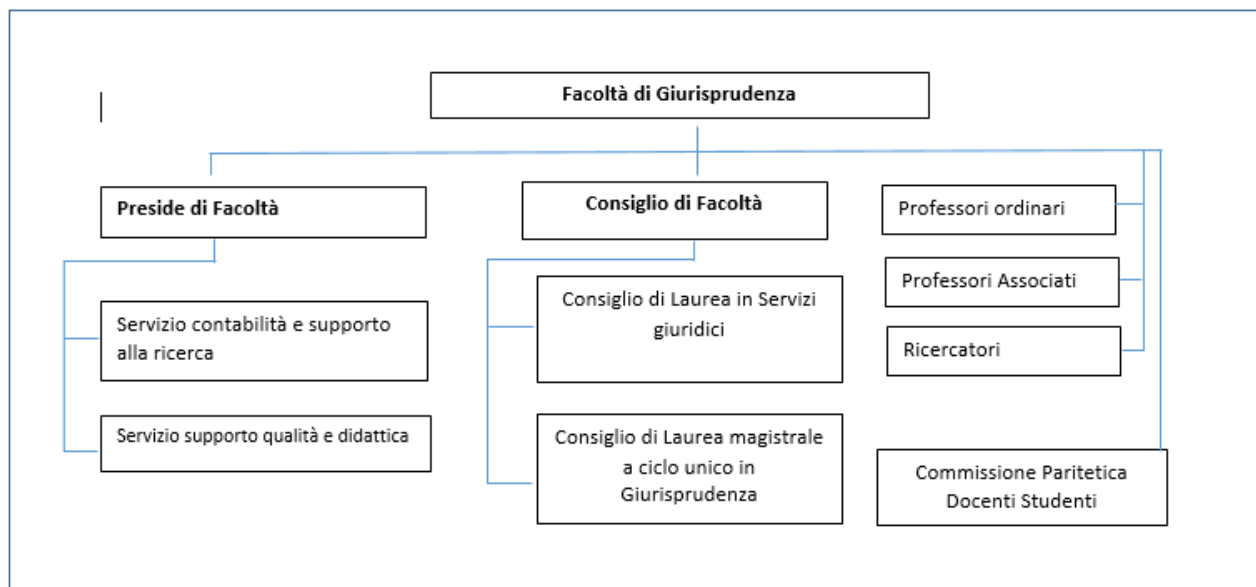 Facoltà di Giurisprudenza
Preside di Facoltà
Consiglio di Facoltà
Professori ordinari
Professori Associati
Ricercatori
Servizio contabilità e supporto
alla ricerca
Servizio supporto qualità e didattica
Consiglio di Laurea in Servizi
giuridici
Consiglio di Laurea magistrale
a ciclo unico in
Giurisprudenza
Commissione Paritetica
Docenti Studenti